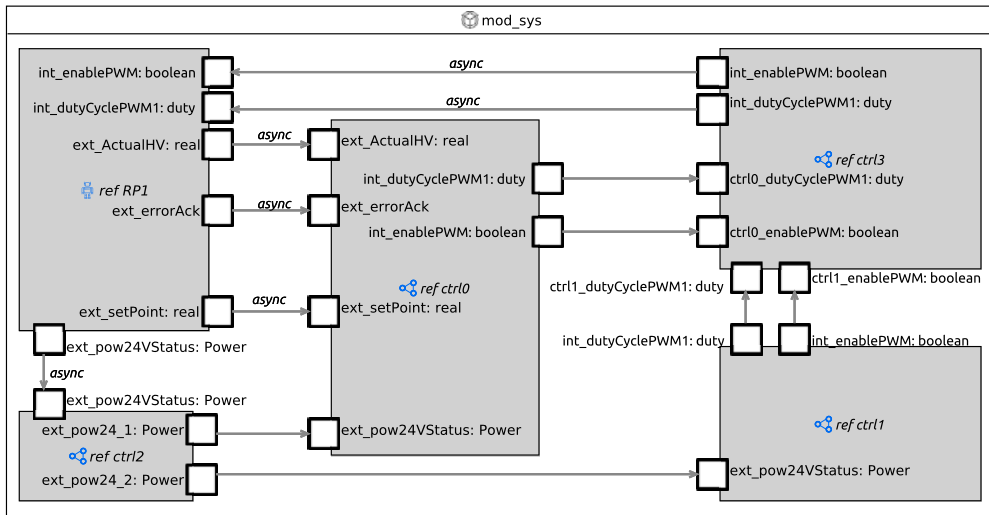 mod_sys
int_enablePWM: boolean
async
int_enablePWM: boolean
int_dutyCyclePWM1: duty
async
int_dutyCyclePWM1: duty
ext_ActualHV: real
async
ext_ActualHV: real
ref RP1
int_dutyCyclePWM1: duty
ref ctrl3
ctrl0_dutyCyclePWM1: duty
ext_errorAck
async
ext_errorAck
int_enablePWM: boolean
ctrl0_enablePWM: boolean
ref ctrl0
ctrl1_dutyCyclePWM1: duty
ctrl1_enablePWM: boolean
ext_setPoint: real
async
ext_setPoint: real
ext_pow24VStatus: Power
int_dutyCyclePWM1: duty
int_enablePWM: boolean
async
ext_pow24VStatus: Power
ext_pow24_1: Power
ext_pow24VStatus: Power
ref ctrl1
ref ctrl2
ext_pow24_2: Power
ext_pow24VStatus: Power